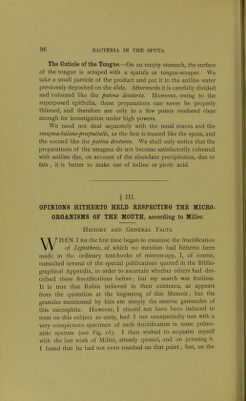 96 BACTERIA IN THE SPUTA
The Cuticle of the Tongue.—On an empty stomach, the surface
of the tongue is scraped with a spatula or tongue-scraper. We
take a small particle of the product and put it in the aniline water
previously deposited on the slide. Afterwards it is carefully divided
and coloured like the patina dentaria. However, owing to the
superposed epithelia, these preparations can never be properly
thinned, and therefore are only in a few points rendered clear
enough for investigation under high powers.
We need not deal separately with the nasal mucus and the
smegma-balano-præputialis, as the first is treated like the sputa, and
the second like the patina dentaria. We shall only notice that the
preparations of the smegma do not become satisfactorily coloured
with aniline dye, on account of the abundant precipitation, due to
fats; it is better to make use of iodine or picric acid.
§ III.
OPINIONS HITHERTO HELD RESPECTING THE MICRO-
ORGANISMS OF THE MOUTH, according to Miller.
History and General Facts.
WHEN I for the first time began to examine the fructification
of Leptothrix, of which no mention had hitherto been
made in the ordinary text-books of microscopy, I, of course,
consulted several of the special publications quoted in the Biblio-
graphical Appendix, in order to ascertain whether others had des-
cribed these fructifications before; but my search was fruitless.
It is true that Robin believed in their existence, as appears
from the quotation at the beginning of this Memoir; but the
granules mentioned by him are simply the reserve gemmules of
this microphite. However, I should not have been induced to
treat on this subject so early, had I not unexpectedly met with a
very conspicuous specimen of such fructification in some pulmo-
nitic sputum (see Fig. 16). I then wished to acquaint myself
with the last work of Miller, already quoted, and on perusing it,
I found that he had not even touched on that point; but, on the